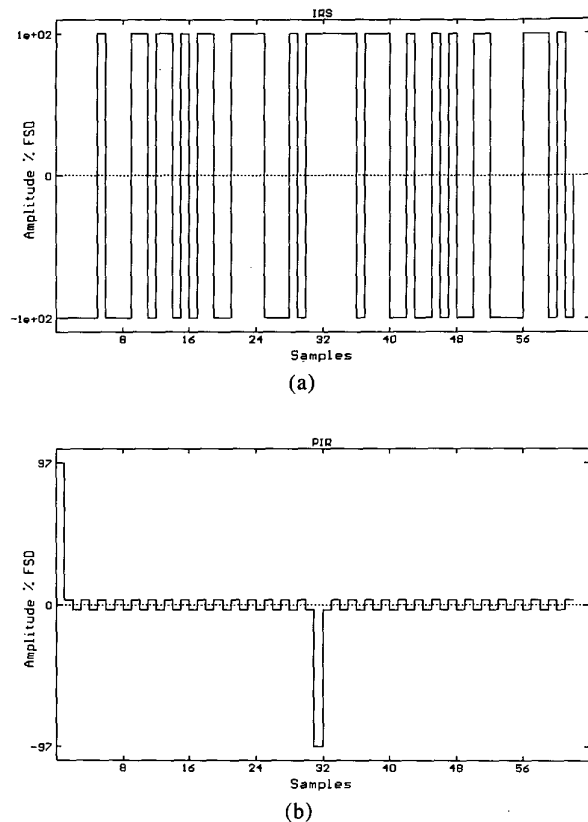 IRS
1e+02
0
-1e+02
Amplitude % FSD
8 16 24 32 40 48 56
Samples
(a)
PIR
97
0
-97
Amplitude % FSD
8 16 24 32 40 48 56
Samples
(b)